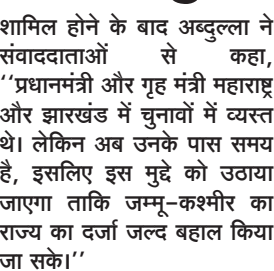 शामिल होने के बाद अब्दुल्ला ने
संवाददाताओं से कहा,
‘‘प्रधानमंत्री और गृह मंत्री महाराष्ट्र
और झारखंड में चुनावों में व्यस्त
थे। लेकिन अब उनके पास समय
है, इसलिए इस मुद्दे को उठाया
जाएगा ताकि जम्मू-कश्मीर का
राज्य का दर्जा जल्द बहाल किया
जा सके।’’